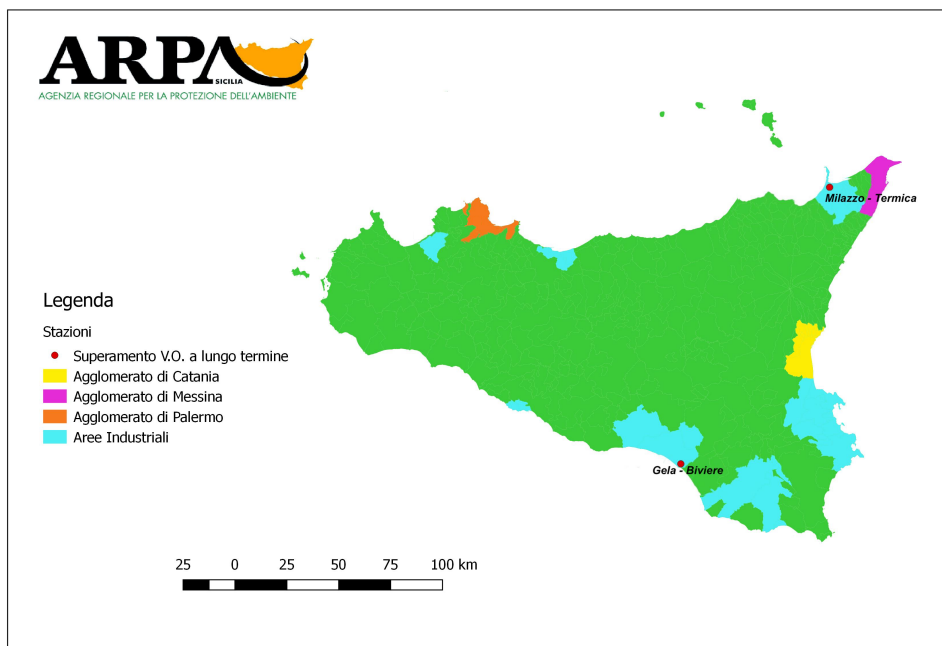 ARPA
SICILIA
AGENZIA REGIONALE PER LA PROTEZIONE DELL'AMBIENTE
Milazzo - Termica
Legenda
Stazioni
Superamento V.O. a lungo termine
Agglomerato di Catania
Agglomerato di Messina
Agglomerato di Palermo
Aree Industriali
Gela - Biviere
25 0 25 50 75 100 km